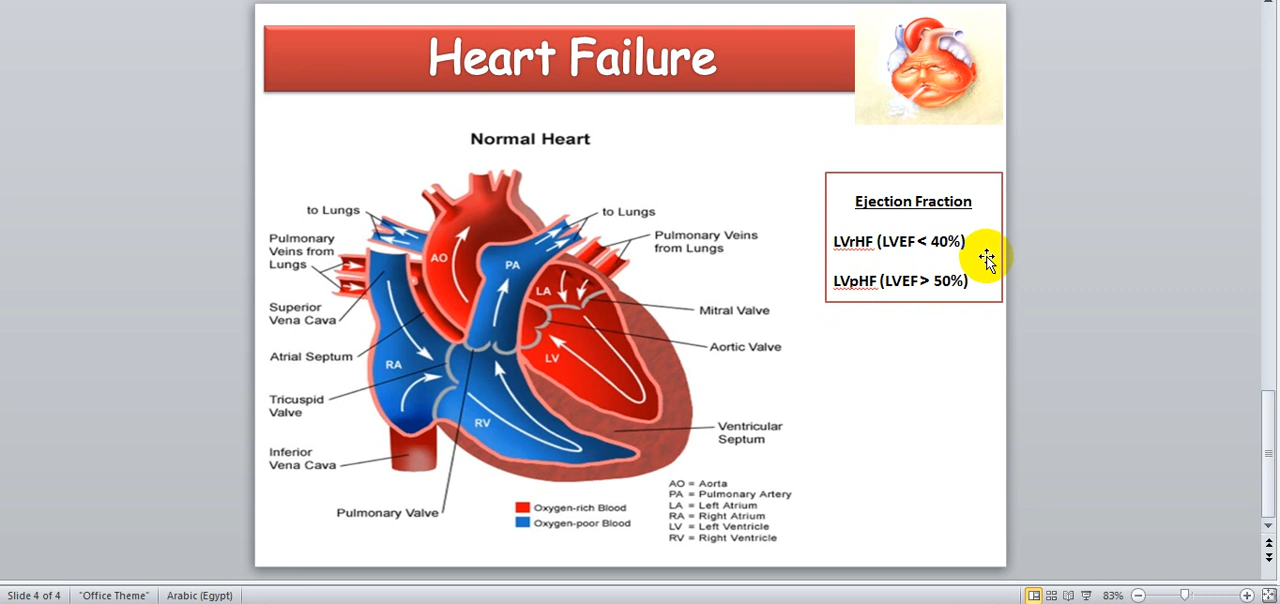 Heart Failure
Normal Heart
to Lungs
to Lungs
Pulmonary
Veins from
Lungs
Pulmonary Veins
from Lungs
Superior
Vena Cava
Mitral Valve
Atrial Septum
Aortic Valve
Tricuspid
Valve
Ventricular
Septum
Inferior
Vena Cava
Pulmonary Valve
AO
PA
LA
LV
RA
RV
Oxygen-rich Blood
Oxygen-poor Blood
AO = Aorta
PA = Pulmonary Artery
LA = Left Atrium
RA = Right Atrium
LV = Left Ventricle
RV = Right Ventricle
Ejection Fraction
LVrHF (LVEF < 40%)
LVpHF (LVEF > 50%)
Slide 4 of 4
"Office Theme"
Arabic (Egypt)
83%